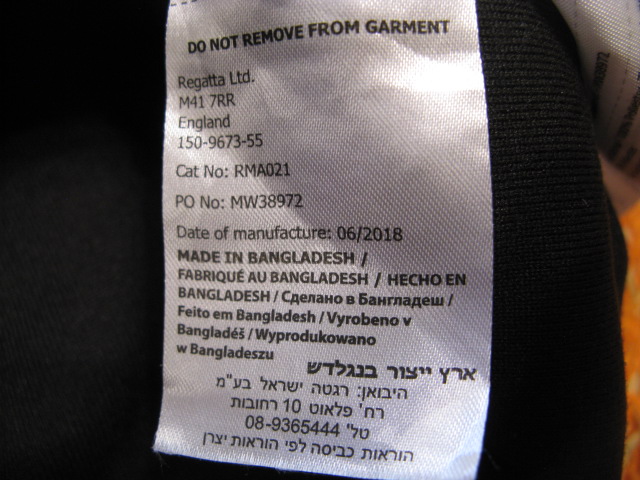 DO NOT REMOVE FROM GARMENT
Regatta Ltd.
M41 7RR
England
150-9673-55
Cat No: RMA021
PO No: MW38972
Date of manufacture: 06/2018
MADE IN BANGLADESH /
FABRIQUÉ AU BANGLADESH / HECHO EN
BANGLADESH / Сделано в Бангладеш /
Feito em Bangladesh / Vyrobeno v
Bangladéš / Wyprodukowano
w Bangladeszu
ארץ ייצור בנגלדש
היבואן: רגטה ישראל בע"מ
רח' פלאוט 10 רחובות
טל' 08-9365444
הוראות כביסה לפי הוראות יצרן